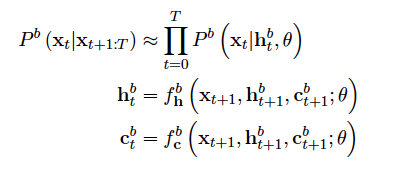 P^b (x_t|x_{t+1:T}) ≈ ∏_{t=0}^{T} P^b (x_t|h_t^b, θ)
h_t^b = f_h^b (x_{t+1}, h_{t+1}^b, c_{t+1}^b; θ)
c_t^b = f_c^b (x_{t+1}, h_{t+1}^b, c_{t+1}^b; θ)